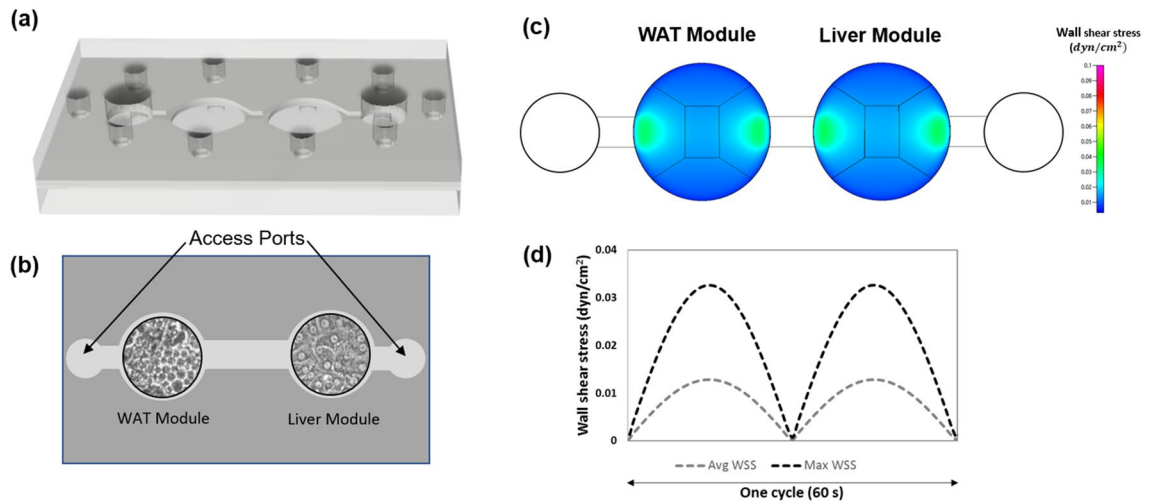 (a)
(c)
WAT Module
Liver Module
Wall shear stress
(dyn/cm²)
0.1
0.09
0.08
0.07
0.06
0.05
0.04
0.03
0.02
0.01
Access Ports
(b)
WAT Module
Liver Module
(d)
Wall shear stress (dyn/cm²)
0.04
0.03
0.02
0.01
0
Avg WSS
Max WSS
One cycle (60 s)